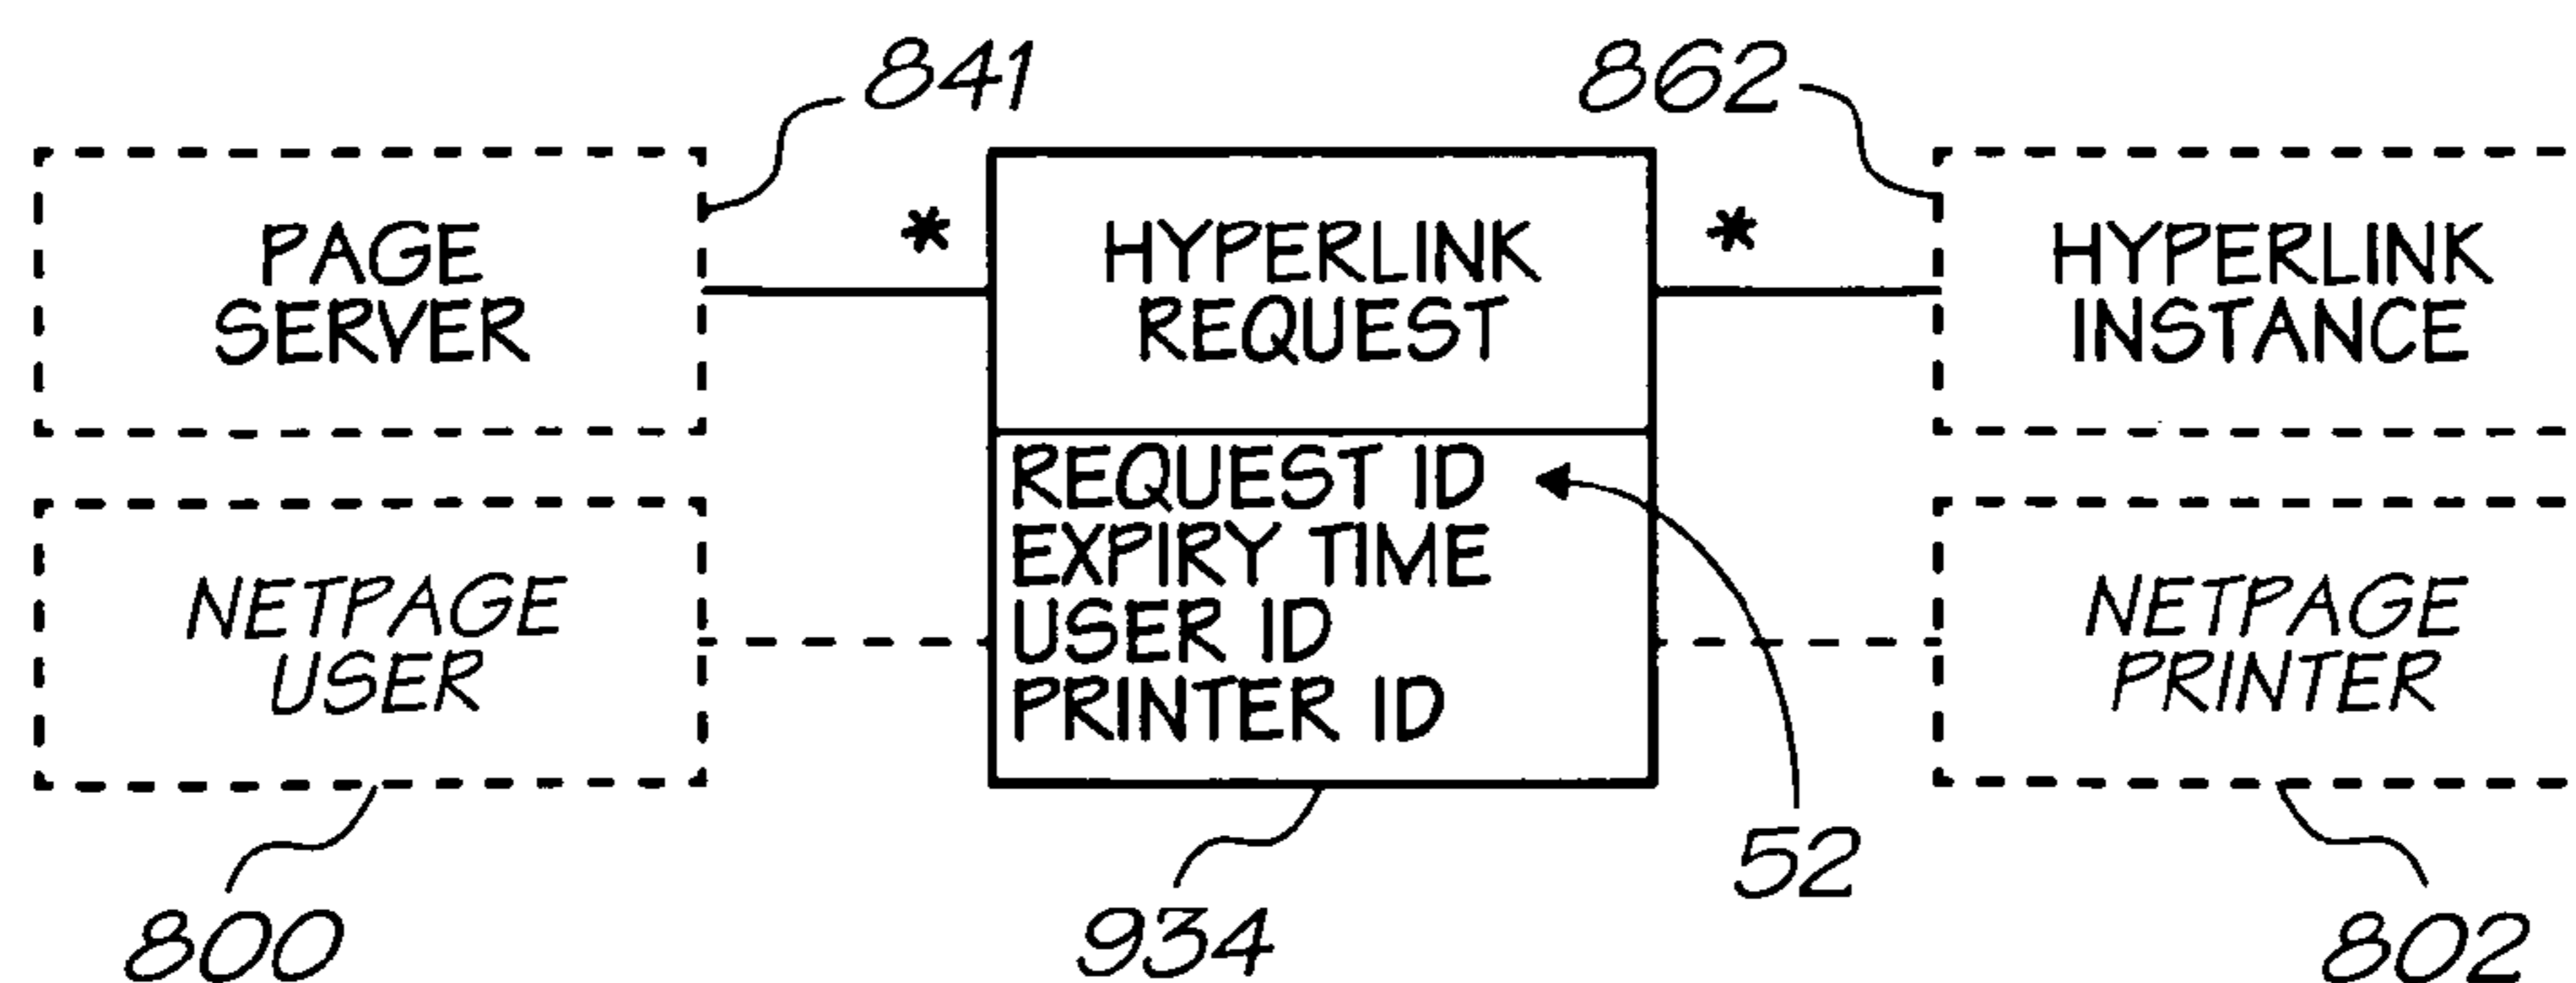 841
862
PAGE
SERVER
*
HYPERLINK
REQUEST
*
HYPERLINK
INSTANCE
REQUEST ID
EXPIRY TIME
USER ID
PRINTER ID
NETPAGE
USER
NETPAGE
PRINTER
52
800
934
802